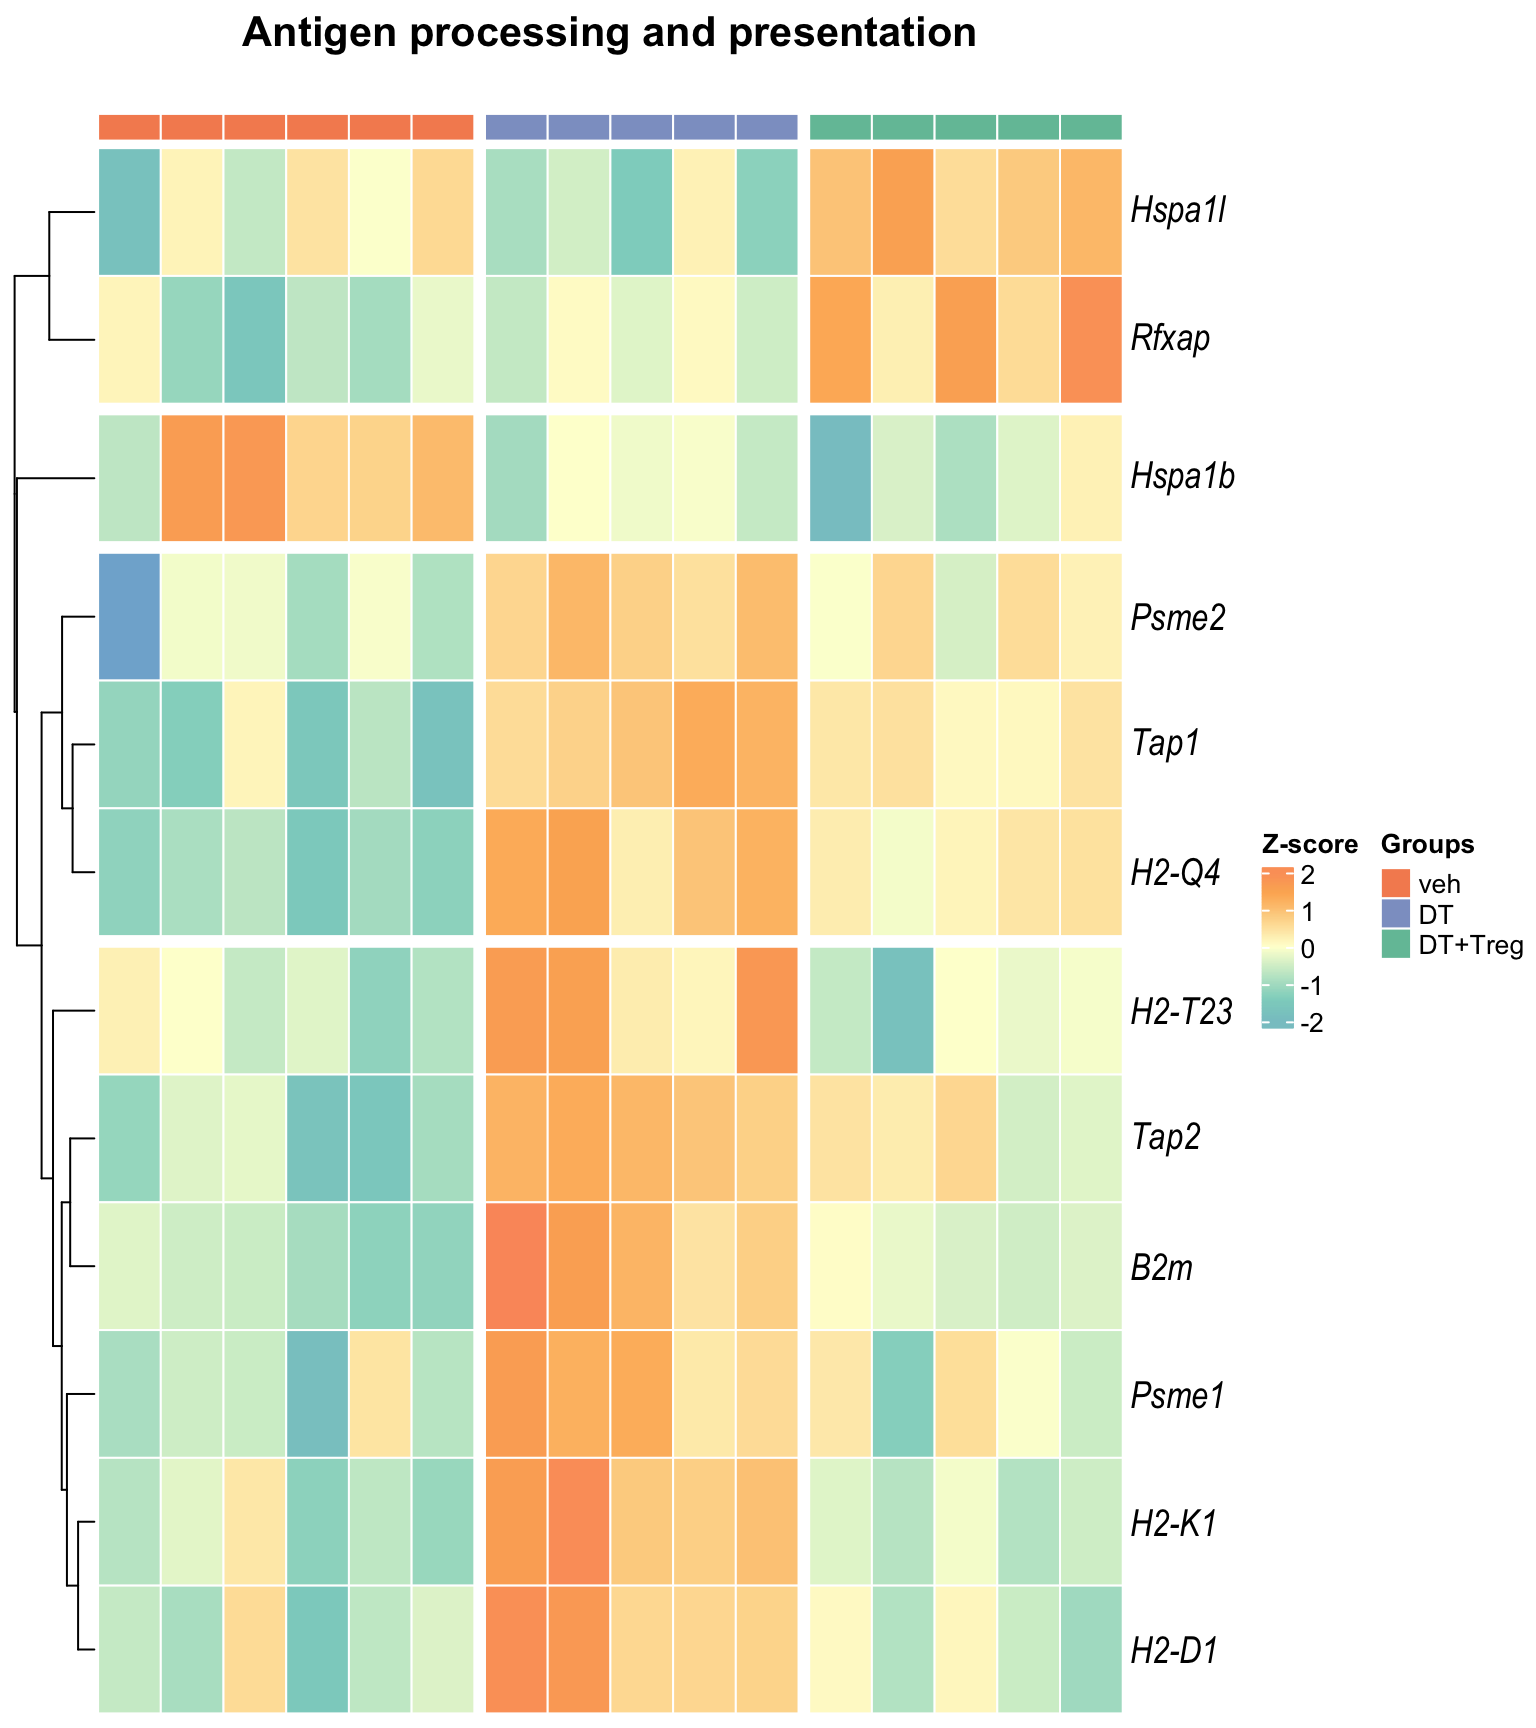 Antigen processing and presentation
Hspa1l
Rfxap
Hspa1b
Psme2
Tap1
H2-Q4
H2-T23
Tap2
B2m
Psme1
H2-K1
H2-D1
Z-score
2
1
0
-1
-2
Groups
veh
DT
DT+Treg